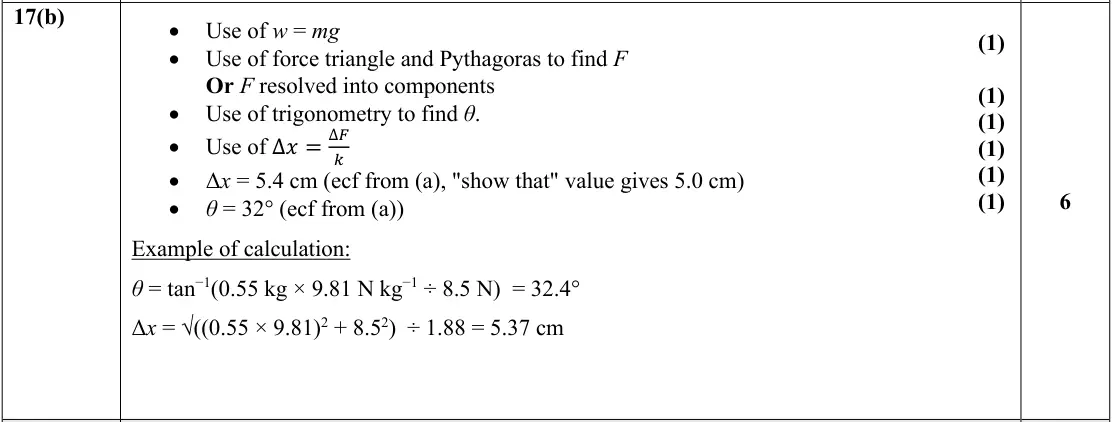 17(b)
• Use of w = mg (1)
• Use of force triangle and Pythagoras to find F
Or F resolved into components (1)
• Use of trigonometry to find θ. (1)
• Use of Δx = ΔF/k (1)
• Δx = 5.4 cm (ecf from (a), "show that" value gives 5.0 cm) (1)
• θ = 32° (ecf from (a)) (1) 6
Example of calculation:
θ = tan⁻¹(0.55 kg × 9.81 N kg⁻¹ ÷ 8.5 N) = 32.4°
Δx = √((0.55 × 9.81)² + 8.5²) ÷ 1.88 = 5.37 cm